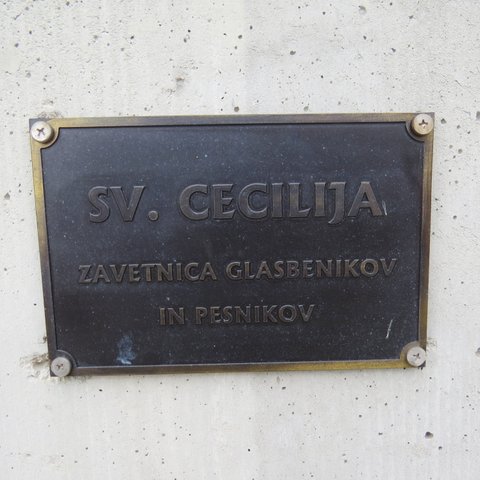 SV. CECILIJA
ZAVETNICA GLASBENIKOV
IN PESNIKOV